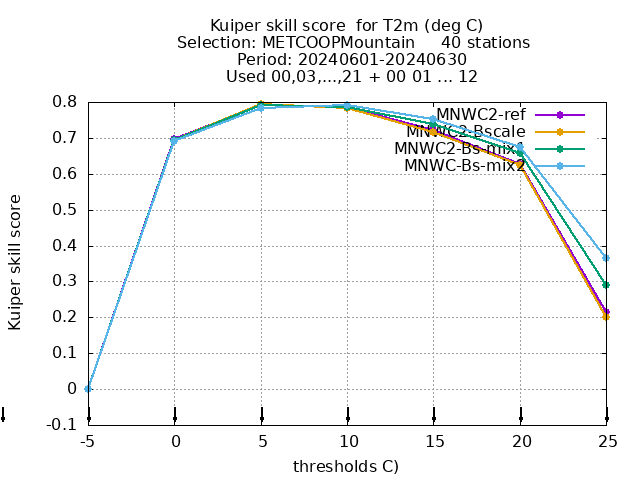 Kuiper skill score for T2m (deg C)
Selection: METCOOPMountain 40 stations
Period: 20240601-20240630
Used 00,03,...,21 + 00 01 ... 12
Kuiper skill score
0.8
0.7
0.6
0.5
0.4
0.3
0.2
0.1
0
-0.1
MNWC2-ref
MNWC2-Bscale
MNWC2-Bs-mix
MNWC-Bs-mix2
-5
0
5
10
15
20
25
thresholds C)